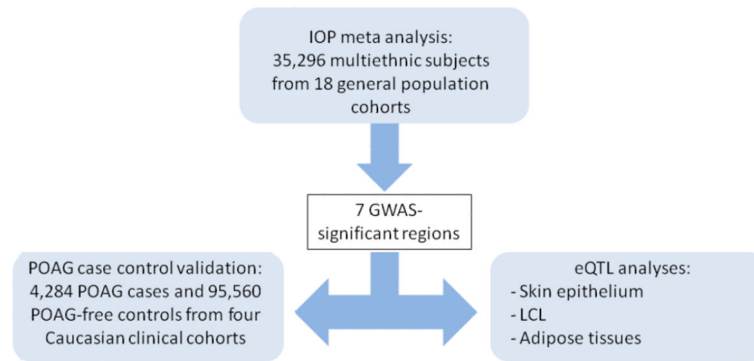 IOP meta analysis:
35,296 multiethnic subjects
from 18 general population
cohorts
7 GWAS-
significant regions
POAG case control validation:
4,284 POAG cases and 95,560
POAG-free controls from four
Caucasian clinical cohorts
eQTL analyses:
- Skin epithelium
- LCL
- Adipose tissues